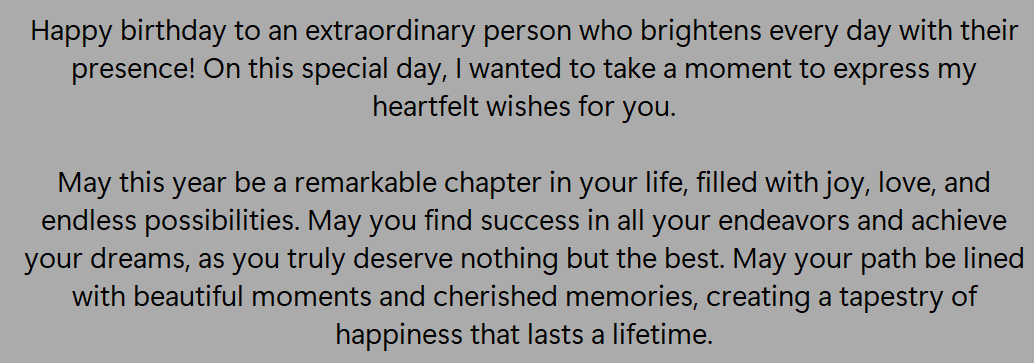 Happy birthday to an extraordinary person who brightens every day with their
presence! On this special day, I wanted to take a moment to express my
heartfelt wishes for you.
May this year be a remarkable chapter in your life, filled with joy, love, and
endless possibilities. May you find success in all your endeavors and achieve
your dreams, as you truly deserve nothing but the best. May your path be lined
with beautiful moments and cherished memories, creating a tapestry of
happiness that lasts a lifetime.